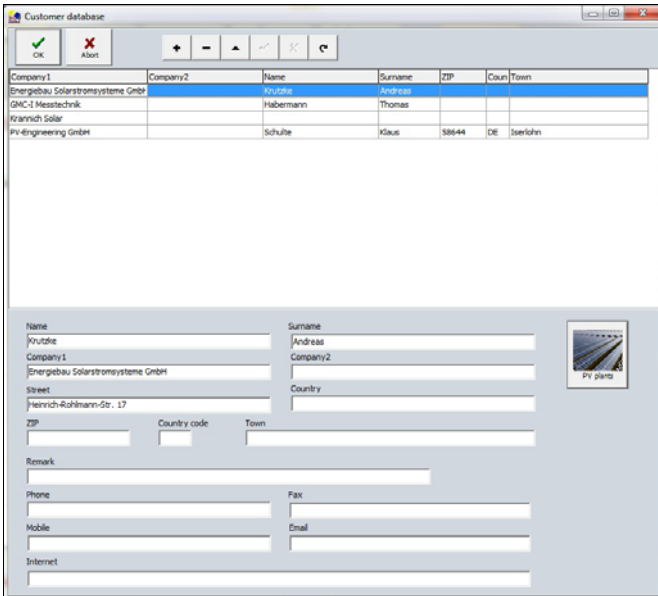 Customer database
OK Abort
Company1 Company2 Name Surname ZIP Coun Town
Energiebau Solarstromsysteme GmbH Krutzke Andreas
GMC-I Messtechnik Habermann Thomas
Krannich Solar
PV-Engineering GmbH Schulte Klaus 58644 DE Iserlohn
Name Surname
Krutzke Andreas
Company1 Company2
Energiebau Solarstromsysteme GmbH
Street Country
Heinrich-Rohlmann-Str. 17
PV plants
ZIP Country code Town
Remark
Phone Fax
Mobile Email
Internet